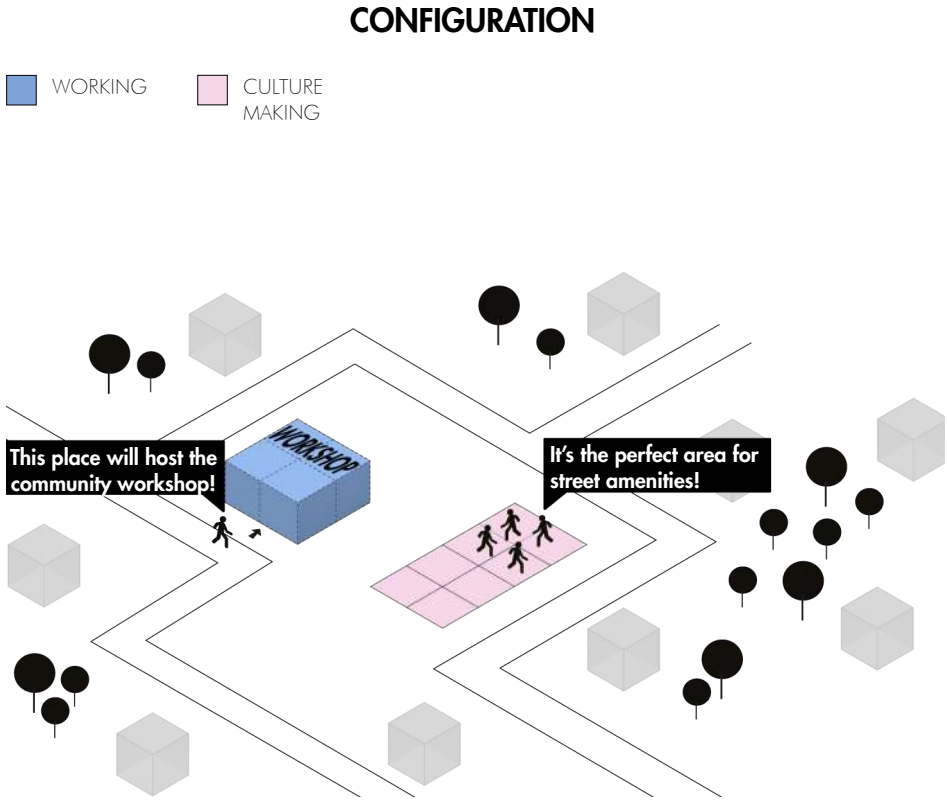 CONFIGURATION
WORKING
CULTURE
MAKING
WORKSHOP
This place will host the
community workshop!
It's the perfect area for
street amenities!